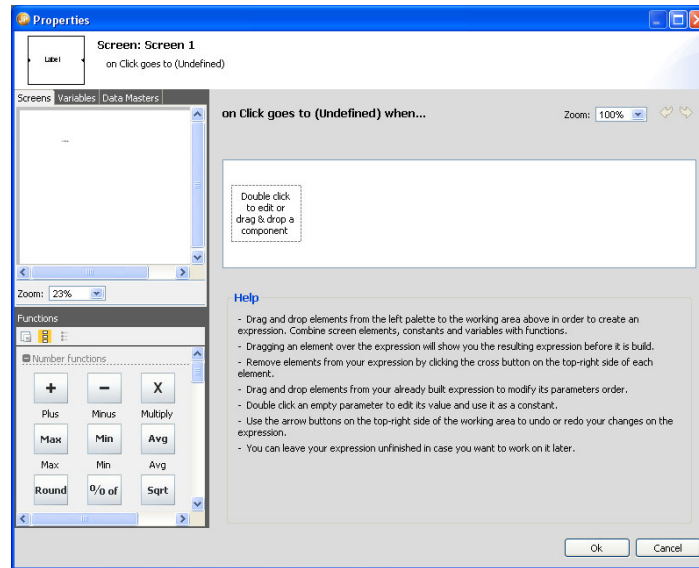 Properties
Label
Screen: Screen 1
on Click goes to (Undefined)
Screens Variables Data Masters
on Click goes to (Undefined) when...
Zoom: 100%
Double click
to edit or
drag & drop a
component
Zoom: 23%
Functions
Number functions
+ − X
Plus Minus Multiply
Max Min Avg
Max Min Avg
Round % of Sqrt
Help
- Drag and drop elements from the left palette to the working area above in order to create an
expression. Combine screen elements, constants and variables with functions.
- Dragging an element over the expression will show you the resulting expression before it is build.
- Remove elements from your expression by clicking the cross button on the top-right side of each
element.
- Drag and drop elements from your already built expression to modify its parameters order.
- Double click an empty parameter to edit its value and use it as a constant.
- Use the arrow buttons on the top-right side of the working area to undo or redo your changes on the
expression.
- You can leave your expression unfinished in case you want to work on it later.
Ok Cancel